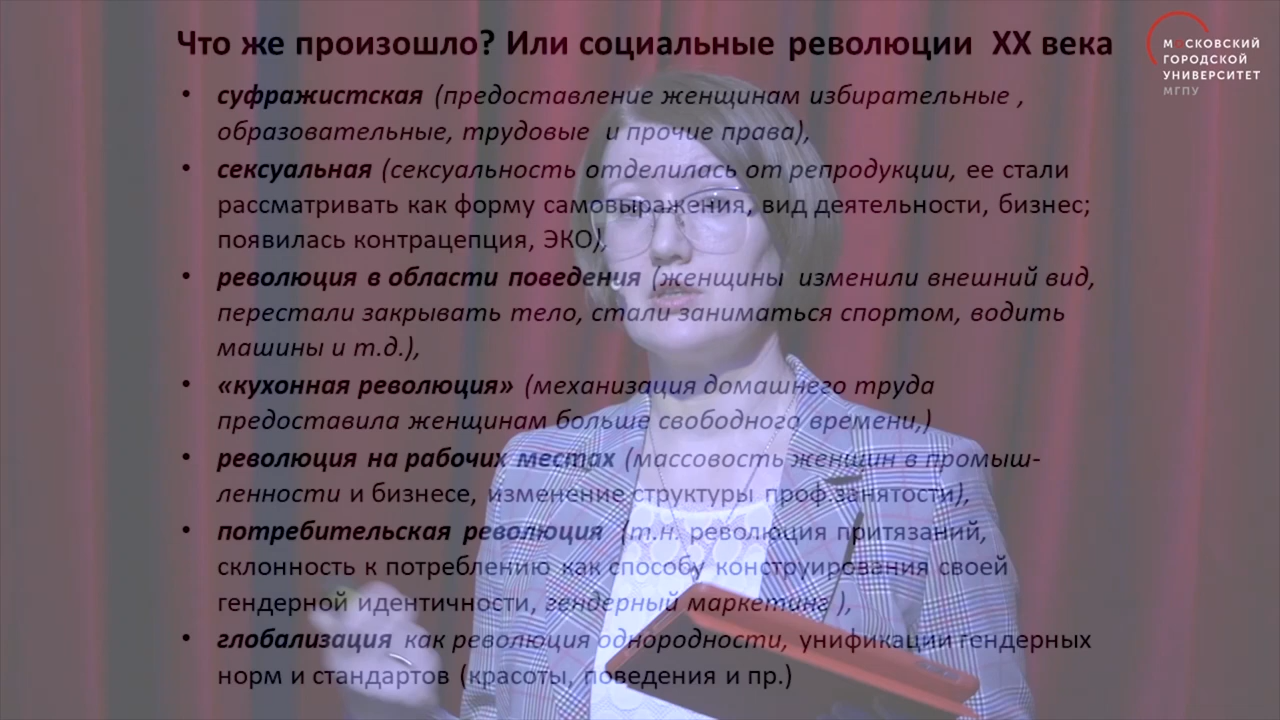 Что же произошло? Или социальные революции XX века
МОСКОВСКИЙ
ГОРОДСКОЙ
УНИВЕРСИТЕТ
МГПУ
• суфражистская (предоставление женщинам избирательные ,
образовательные, трудовые и прочие права),
• сексуальная (сексуальность отделилась от репродукции, ее стали
рассматривать как форму самовыражения, вид деятельности, бизнес;
появилась контрацепция, ЭКО),
• революция в области поведения (женщины изменили внешний вид,
перестали закрывать тело, стали заниматься спортом, водить
машины и т.д.),
• «кухонная революция» (механизация домашнего труда
предоставила женщинам больше свободного времени,)
• революция на рабочих местах (массовость женщин в промыш-
ленности и бизнесе, изменение структуры проф.занятости),
• потребительская революция (т.н. революция притязаний,
склонность к потреблению как способу конструирования своей
гендерной идентичности, гендерный маркетинг ),
• глобализация как революция однородности, унификации гендерных
норм и стандартов (красоты, поведения и пр.)